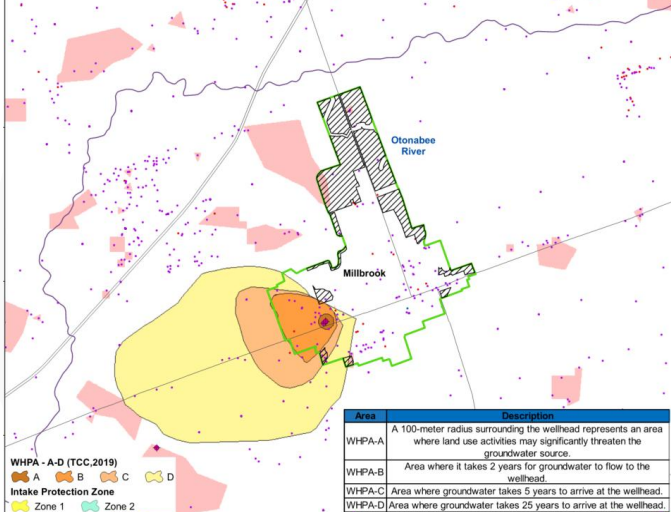 Otonabee
River
Millbrook
Area Description
WHPA-A A 100-meter radius surrounding the wellhead represents an area
where land use activities may significantly threaten the
groundwater source.
WHPA-B Area where it takes 2 years for groundwater to flow to the
wellhead.
WHPA-C Area where groundwater takes 5 years to arrive at the wellhead.
WHPA-D Area where groundwater takes 25 years to arrive at the wellhead.
WHPA - A-D (TCC,2019)
A B C D
Intake Protection Zone
Zone 1 Zone 2